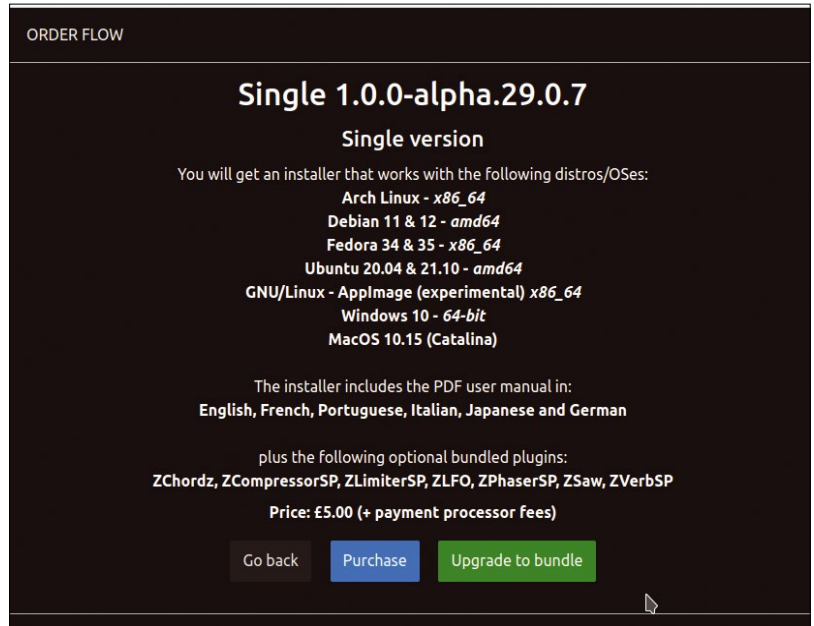 ORDER FLOW
Single 1.0.0-alpha.29.0.7
Single version
You will get an installer that works with the following distros/OSes:
Arch Linux - x86_64
Debian 11 & 12 - amd64
Fedora 34 & 35 - x86_64
Ubuntu 20.04 & 21.10 - amd64
GNU/Linux - AppImage (experimental) x86_64
Windows 10 - 64-bit
MacOS 10.15 (Catalina)
The installer includes the PDF user manual in:
English, French, Portuguese, Italian, Japanese and German
plus the following optional bundled plugins:
ZChordz, ZCompressorSP, ZLimiterSP, ZLFO, ZPhaserSP, ZSaw, ZVerbSP
Price: £5.00 (+ payment processor fees)
Go back Purchase Upgrade to bundle